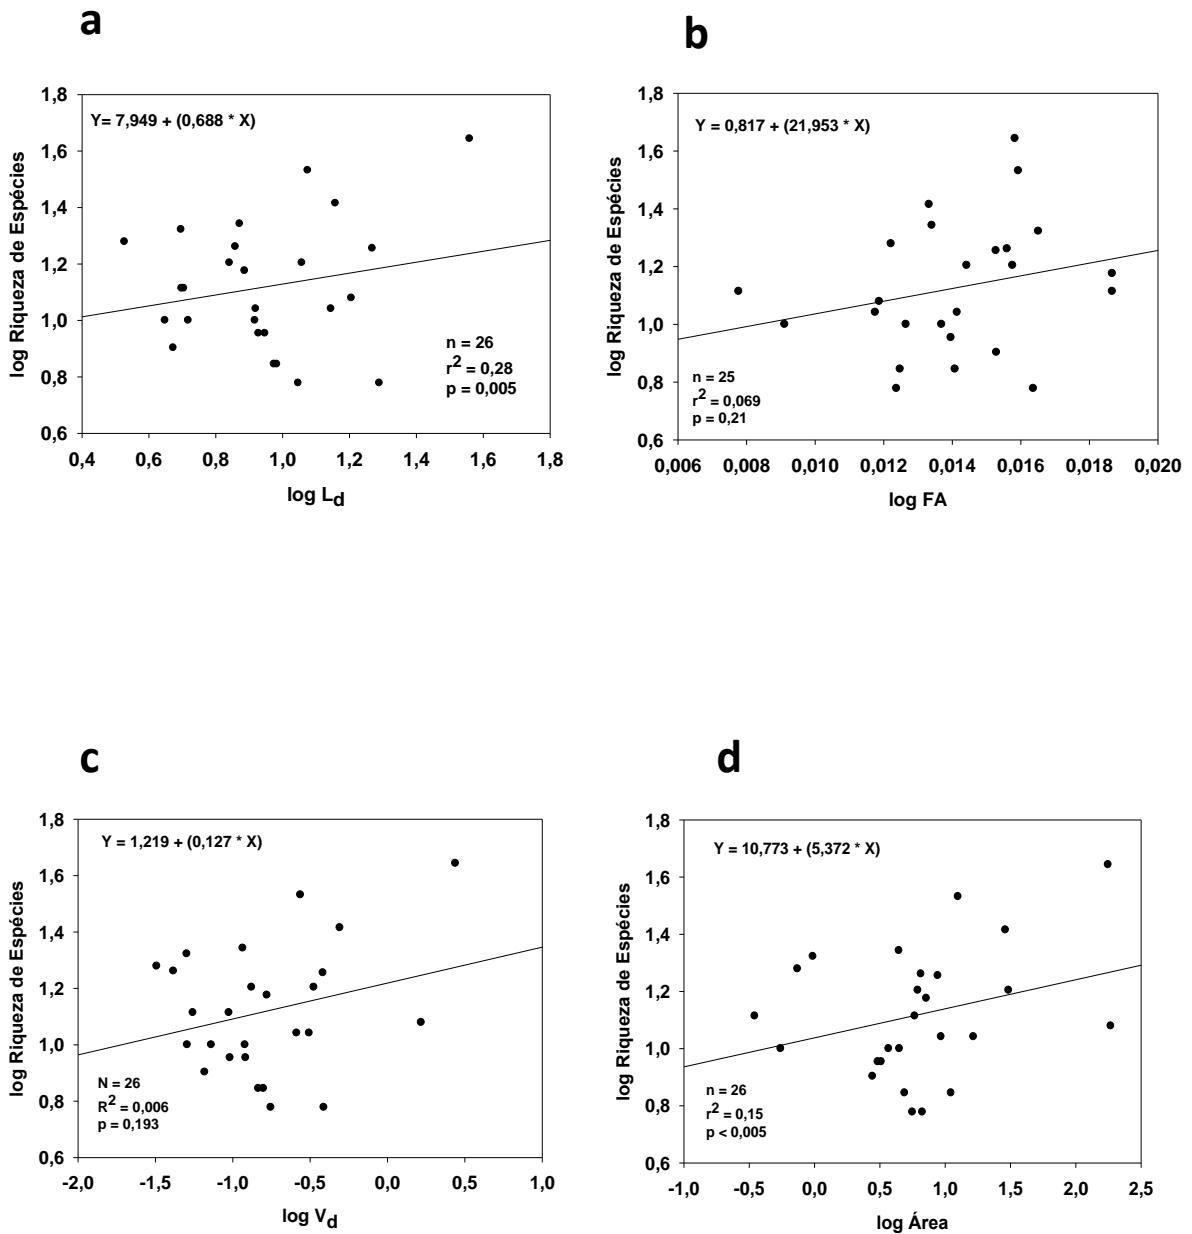 a
Y= 7,949 + (0,688 * X)
log Riqueza de Espécies
1,8
1,6
1,4
1,2
1,0
0,8
0,6
n = 26
r2 = 0,28
p = 0,005
0,4 0,6 0,8 1,0 1,2 1,4 1,6 1,8
log Ld
b
Y = 0,817 + (21,953 * X)
log Riqueza de Espécies
1,8
1,6
1,4
1,2
1,0
0,8
0,6
n = 25
r2 = 0,069
p = 0,21
0,006 0,008 0,010 0,012 0,014 0,016 0,018 0,020
log FA
c
Y = 1,219 + (0,127 * X)
log Riqueza de Espécies
1,8
1,6
1,4
1,2
1,0
0,8
0,6
N = 26
R2 = 0,006
p = 0,193
-2,0 -1,5 -1,0 -0,5 0,0 0,5 1,0
log Vd
d
Y = 10,773 + (5,372 * X)
log Riqueza de Espécies
1,8
1,6
1,4
1,2
1,0
0,8
0,6
n = 26
r2 = 0,15
p < 0,005
-1,0 -0,5 0,0 0,5 1,0 1,5 2,0 2,5
log Área